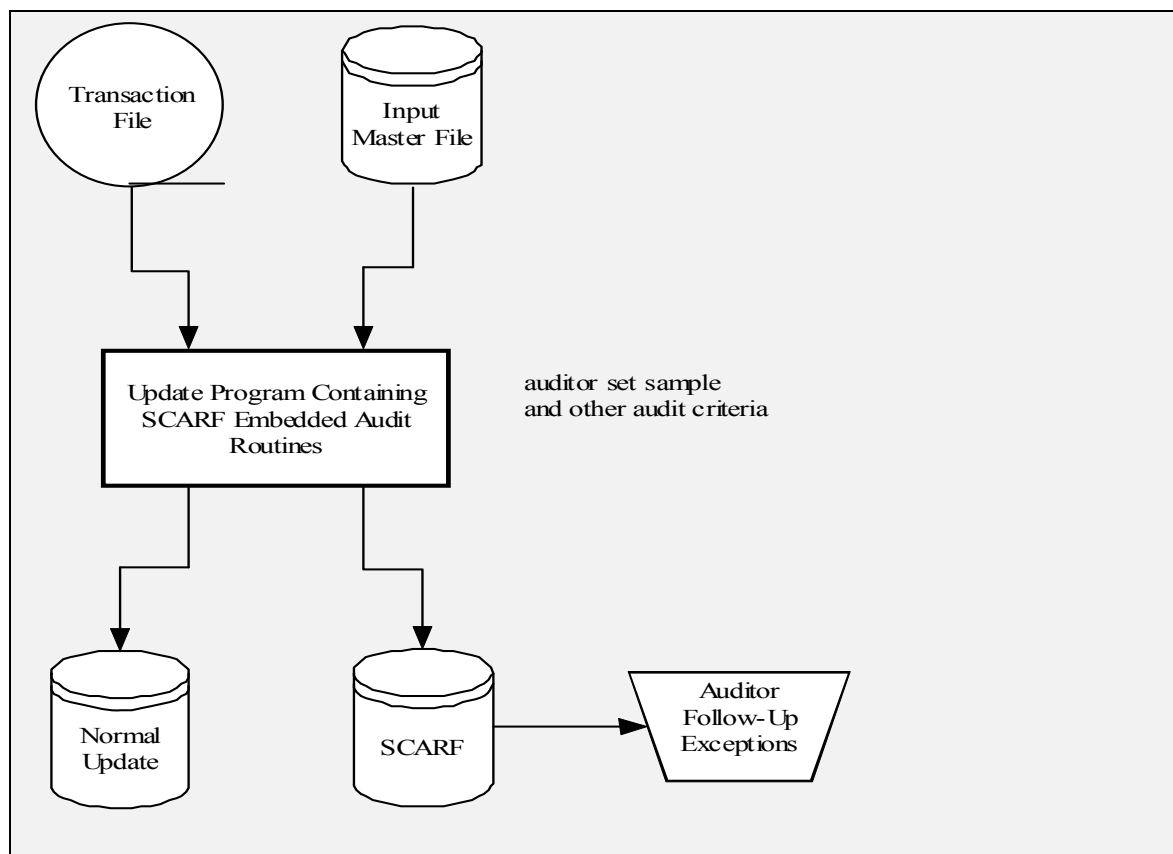 Transaction
File
Input
Master File
Update Program Containing
SCARF Embedded Audit
Routines
auditor set sample
and other audit criteria
Normal
Update
SCARF
Auditor
Follow-Up
Exceptions